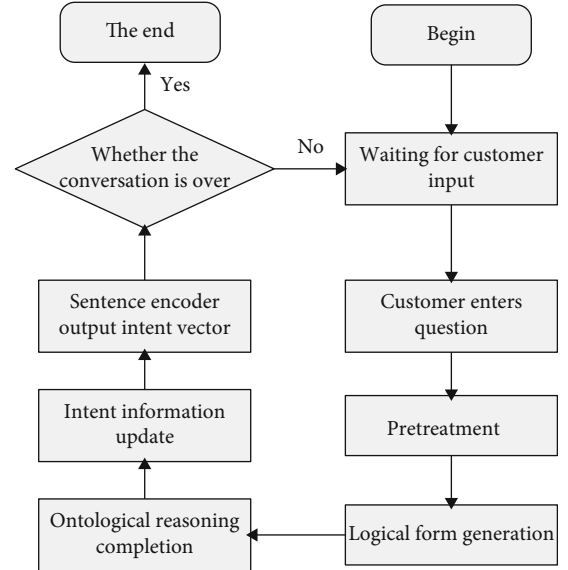 The end
Begin
Yes
Whether the
conversation is over
No
Waiting for customer
input
Sentence encoder
output intent vector
Customer enters
question
Intent information
update
Pretreatment
Ontological reasoning
completion
Logical form generation